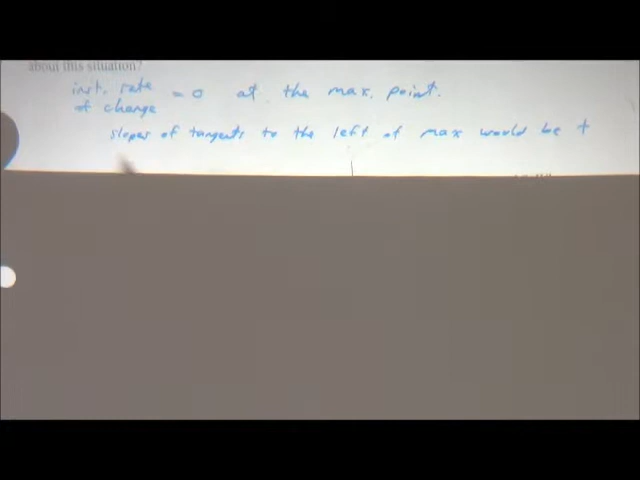 about this situation?
inst. rate
of change = 0 at the max. point.
slopes of tangents to the left of max would be +